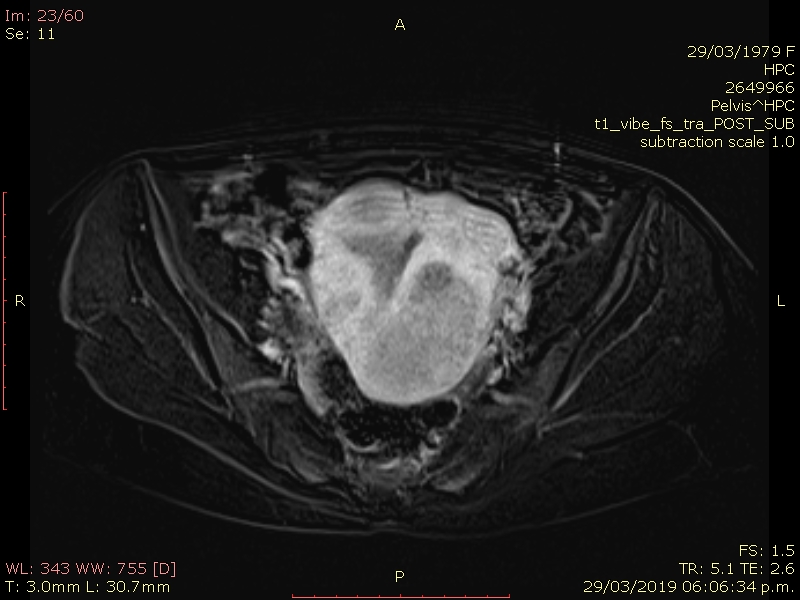 Im: 23/60
Se: 11
A
29/03/1979 F
HPC
2649966
Pelvis^HPC
t1_vibe_fs_tra_POST_SUB
subtraction scale 1.0
R
L
WL: 343 WW: 755 [D]
T: 3.0mm L: 30.7mm
P
FS: 1.5
TR: 5.1 TE: 2.6
29/03/2019 06:06:34 p.m.